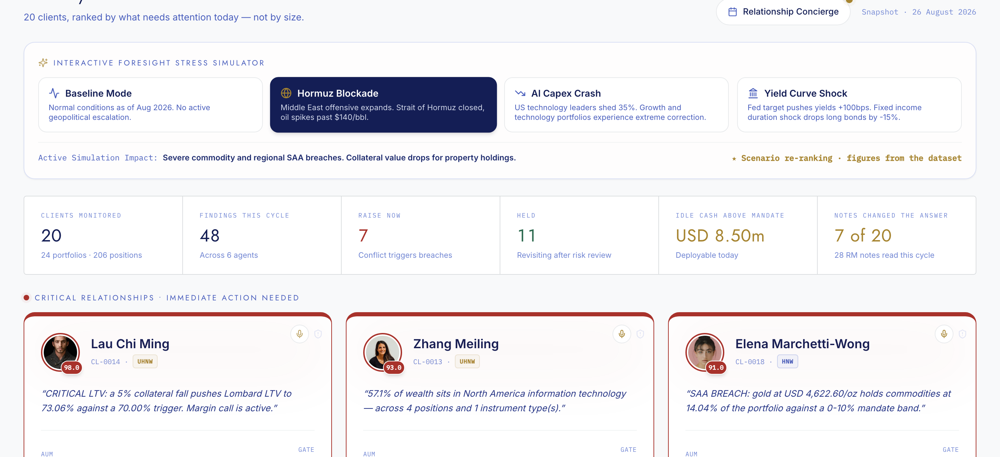 20 clients, ranked by what needs attention today — not by size.
Relationship Concierge
Snapshot · 26 August 2026
INTERACTIVE FORESIGHT STRESS SIMULATOR
Baseline Mode
Normal conditions as of Aug 2026. No active
geopolitical escalation.
Hormuz Blockade
Middle East offensive expands. Strait of Hormuz closed,
oil spikes past $140/bbl.
AI Capex Crash
US technology leaders shed 35%. Growth and
technology portfolios experience extreme correction.
Yield Curve Shock
Fed target pushes yields +100bps. Fixed income
duration shock drops long bonds by -15%.
Active Simulation Impact: Severe commodity and regional SAA breaches. Collateral value drops for property holdings.
★ Scenario re-ranking · figures from the dataset
CLIENTS MONITORED
20
24 portfolios · 206 positions
FINDINGS THIS CYCLE
48
Across 6 agents
RAISE NOW
7
Conflict triggers breaches
HELD
11
Revisiting after risk review
IDLE CASH ABOVE MANDATE
USD 8.50m
Deployable today
NOTES CHANGED THE ANSWER
7 of 20
28 RM notes read this cycle
CRITICAL RELATIONSHIPS · IMMEDIATE ACTION NEEDED
Lau Chi Ming
CL-0014 · UHNW
98.0
“CRITICAL LTV: a 5% collateral fall pushes Lombard LTV to
73.06% against a 70.00% trigger. Margin call is active.”
AUM
GATE
Zhang Meiling
CL-0013 · UHNW
93.0
“57.1% of wealth sits in North America information technology
— across 4 positions and 1 instrument type(s).”
AUM
GATE
Elena Marchetti-Wong
CL-0018 · HNW
91.0
“SAA BREACH: gold at USD 4,622.60/oz holds commodities at
14.04% of the portfolio against a 0-10% mandate band.”
AUM
GATE